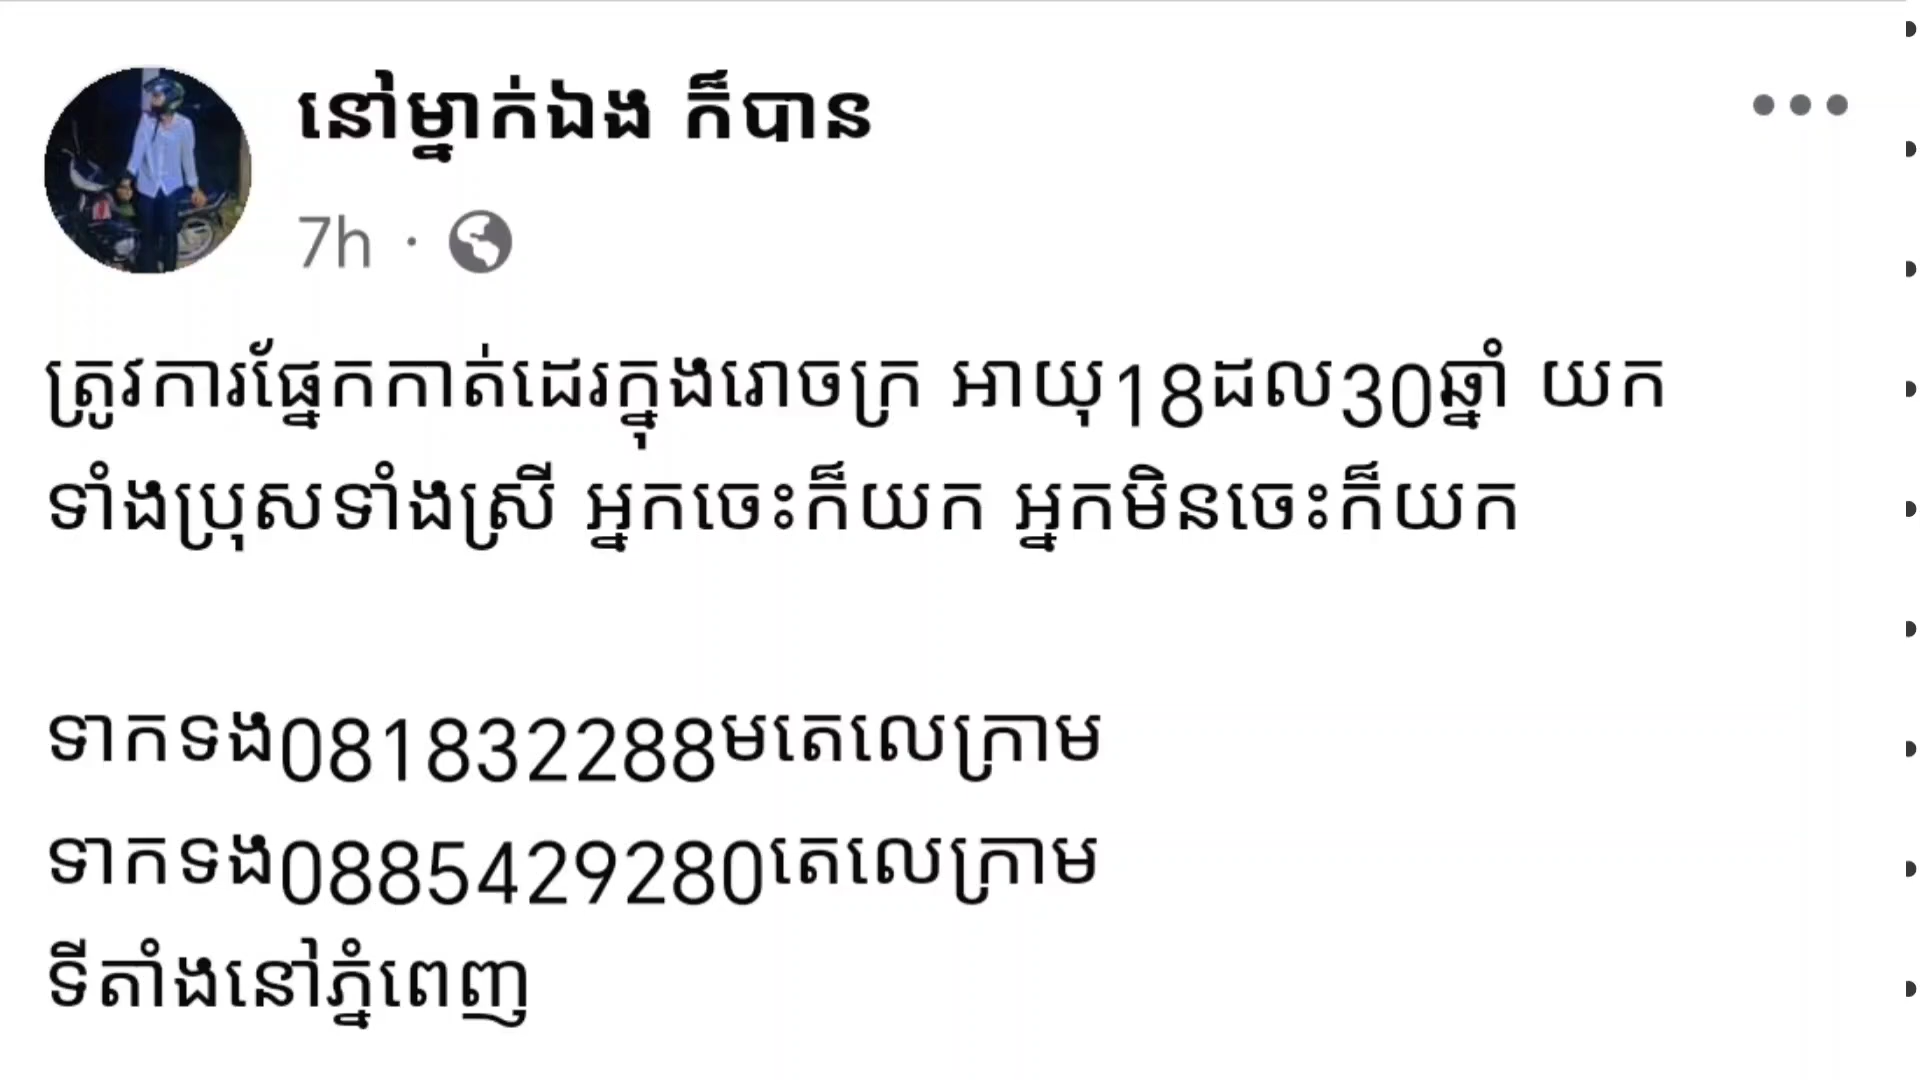 នៅម្នាក់ឯង ក៏បាន
7h ·
ត្រូវការផ្នែកកាត់ដេរក្នុងរោចក្រ អាយុ18ដល30ឆ្នាំ យក
ទាំងប្រុសទាំងស្រី អ្នកចេះក៏យក អ្នកមិនចេះក៏យក
ទាកទង081832288មតេលេក្រាម
ទាកទង0885429280តេលេក្រាម
ទីតាំងនៅភ្នំពេញ